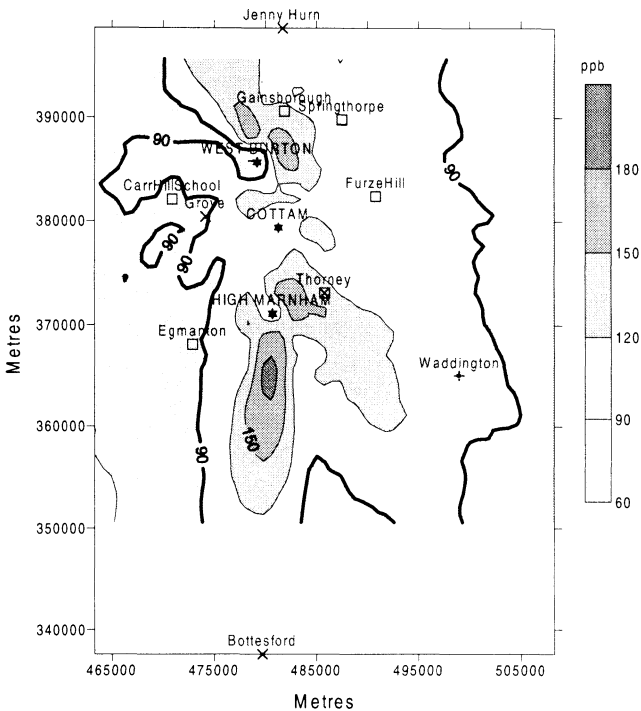 Jenny Hurn
ppb
390000
Gainsborough
Springthorpe
90
WEST BURTON
180
90
CarrHillSchool
FurzeHill
380000
Grove
COTTAM
90
90
150
Thorney
HIGH MARNHAM
370000
Egmanton
120
Metres
Waddington
360000
150
90
90
350000
60
340000
Bottesford
465000
475000
485000
495000
505000
Metres